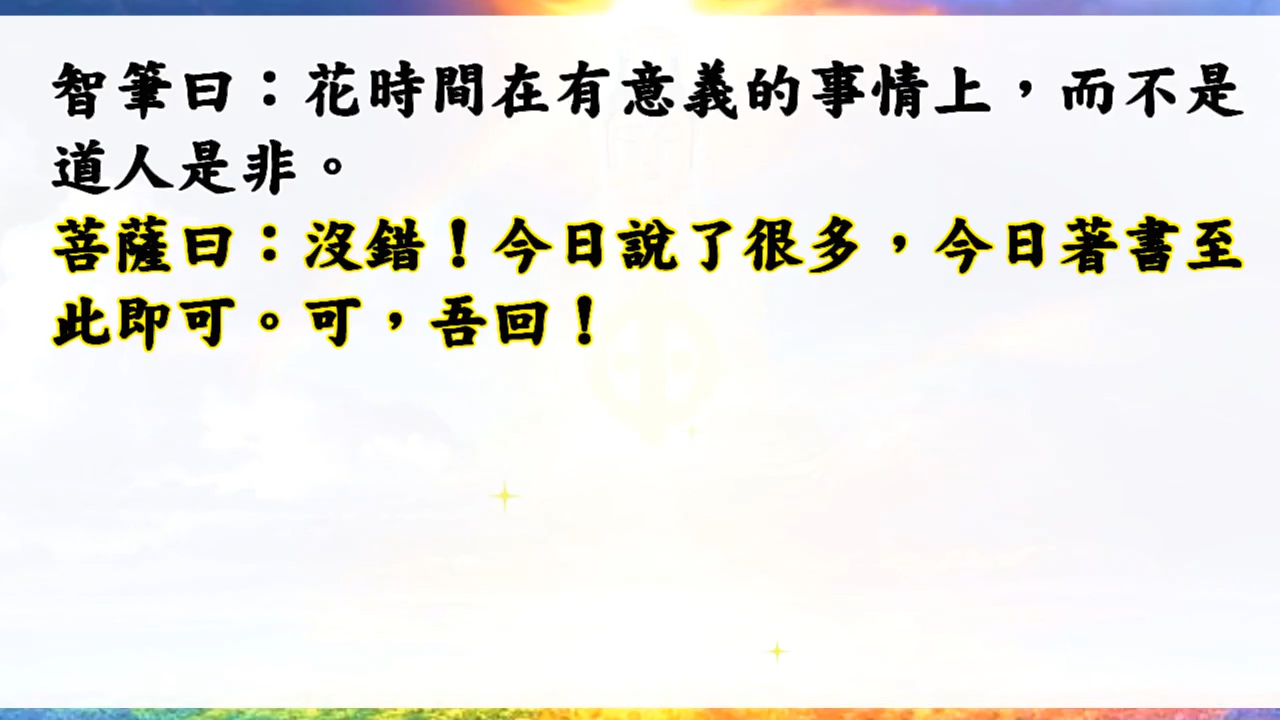 智筆曰：花時間在有意義的事情上，而不是
道人是非。
菩薩曰：沒錯！今日說了很多，今日著書至
此即可。可，吾回！